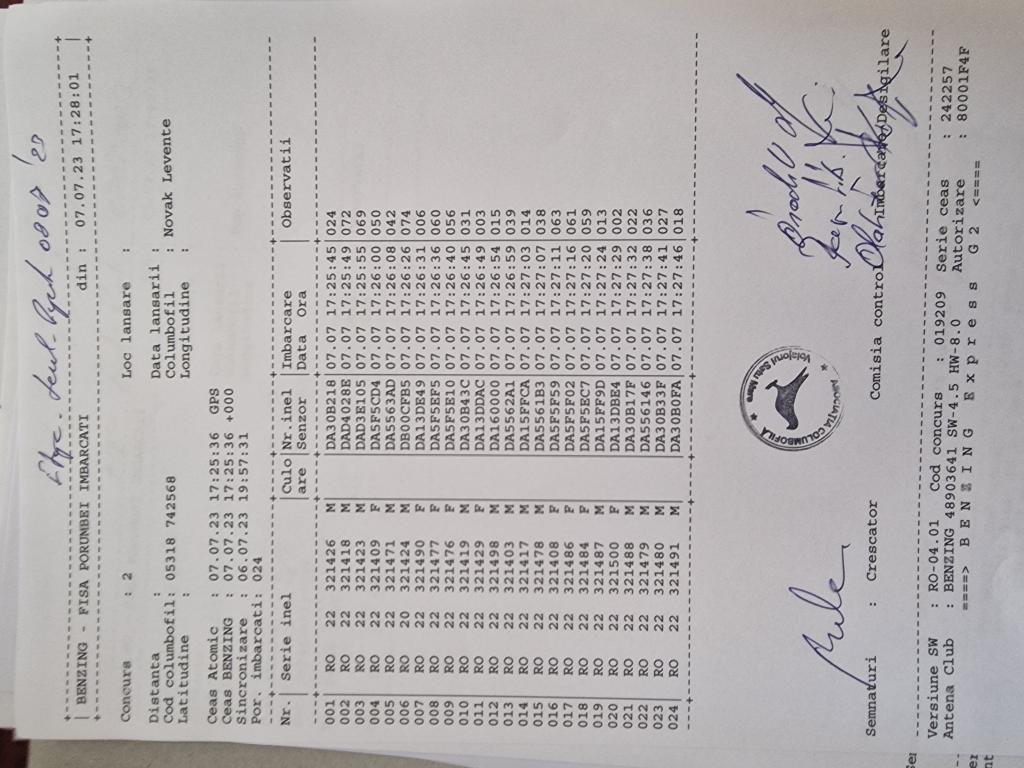 | BENZING - FISA PORUMBEI IMBARCATI din : 07.07.23 17:28:01 |
Concurs : 2 Loc lansare :
Distanta : Data lansarii :
Cod columbofil: 05318 742568 Columbofil : Novak Levente
Latitudine : Longitudine :
Ceas Atomic : 07.07.23 17:25:36 GPS
Ceas BENZING : 07.07.23 17:25:36 +000
Sincronizare : 06.07.23 19:57:31
Por. imbarcati: 024
Nr. | Serie inel |Culo|Nr.inel |Imbarcare | Observatii
|are |Senzor |Data Ora |
001 RO 22 321426 M DA30B218 07.07 17:25:45 024
002 RO 22 321418 M DAD4028E 07.07 17:25:49 072
003 RO 22 321423 M DAD3E105 07.07 17:25:55 069
004 RO 22 321409 F DA5F5CD4 07.07 17:26:00 050
005 RO 22 321471 M DA5563AD 07.07 17:26:08 042
006 RO 20 321424 M DB00CFB5 07.07 17:26:26 074
007 RO 22 321490 F DA13DB49 07.07 17:26:31 006
008 RO 22 321477 F DA5F5EF5 07.07 17:26:36 060
009 RO 22 321476 F DA5F5E10 07.07 17:26:40 056
010 RO 22 321419 M DA30B43C 07.07 17:26:45 031
011 RO 22 321429 F DA13DDAC 07.07 17:26:49 003
012 RO 22 321498 M DA160000 07.07 17:26:54 015
013 RO 22 321403 M DA5562A1 07.07 17:26:59 039
014 RO 22 321417 M DA15FFCA 07.07 17:27:03 014
015 RO 22 321478 M DA5561B3 07.07 17:27:07 038
016 RO 22 321408 F DA5F5F59 07.07 17:27:11 063
017 RO 22 321486 F DA5F5F02 07.07 17:27:16 061
018 RO 22 321484 F DA5F5EC7 07.07 17:27:20 059
019 RO 22 321487 M DA15FF9D 07.07 17:27:24 013
020 RO 22 321500 F DA13DBE4 07.07 17:27:29 002
021 RO 22 321488 M DA30B17F 07.07 17:27:32 022
022 RO 22 321479 M DA556146 07.07 17:27:38 036
023 RO 22 321480 M DA30B33F 07.07 17:27:41 027
024 RO 22 321491 M DA30B0FA 07.07 17:27:46 018
ASOCIATIA COLUMBOFILA
Satu Mare
Semnaturi : Crescator Comisia control Imbarcare/Desigilare
Versiune SW : RO-04.01 Cod concurs : 019209 Serie ceas : 242257
Antena Club : BENZING 48903641 SW-4.5 HW-8.0 Autorizare : 80001F4F
====> B E N Z I N G E x p r e s s G 2 <====